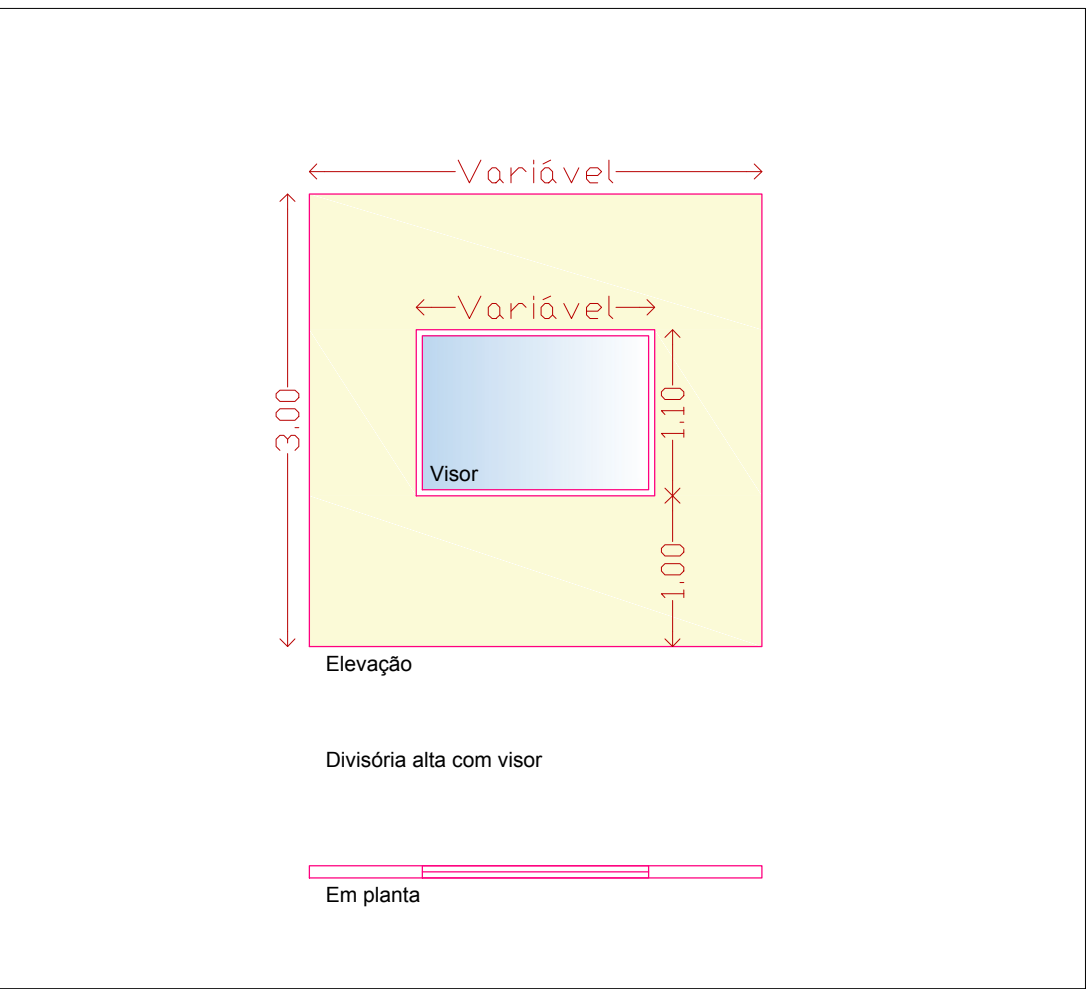 Variável
Variável
3.00
1.10
Visor
1.00
Elevação
Divisória alta com visor
Em planta